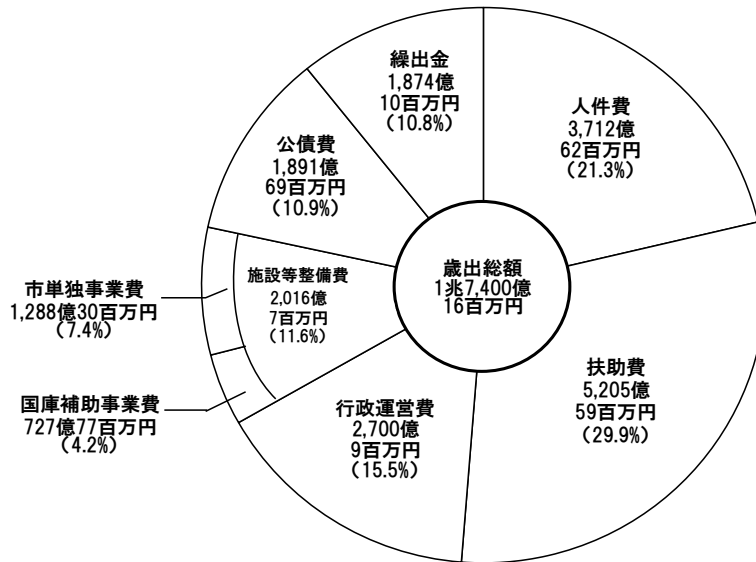 繰出金
1,874億
10百万円
(10.8%)
人件費
3,712億
62百万円
(21.3%)
公債費
1,891億
69百万円
(10.9%)
歳出総額
1兆7,400億
16百万円
施設等整備費
2,016億
7百万円
(11.6%)
市単独事業費
1,288億30百万円
(7.4%)
扶助費
5,205億
59百万円
(29.9%)
国庫補助事業費
727億77百万円
(4.2%)
行政運営費
2,700億
9百万円
(15.5%)